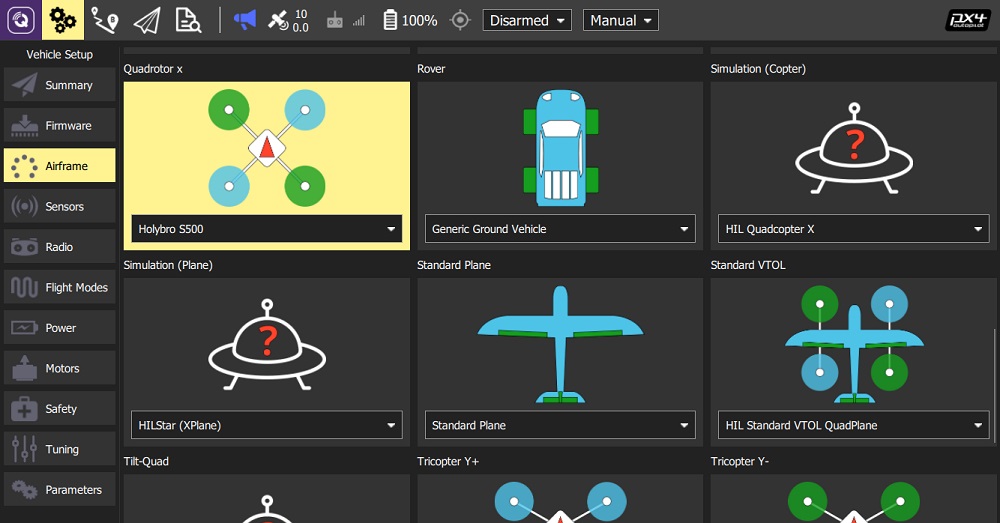 10
0.0
100%
Disarmed
Manual
px4
autopilot
Vehicle Setup
Summary
Firmware
Airframe
Sensors
Radio
Flight Modes
Power
Motors
Safety
Tuning
Parameters
Quadrotor x
Rover
Simulation (Copter)
Holybro S500
Generic Ground Vehicle
HIL Quadcopter X
Simulation (Plane)
Standard Plane
Standard VTOL
HILStar (XPlane)
Standard Plane
HIL Standard VTOL QuadPlane
Tilt-Quad
Tricopter Y+
Tricopter Y-